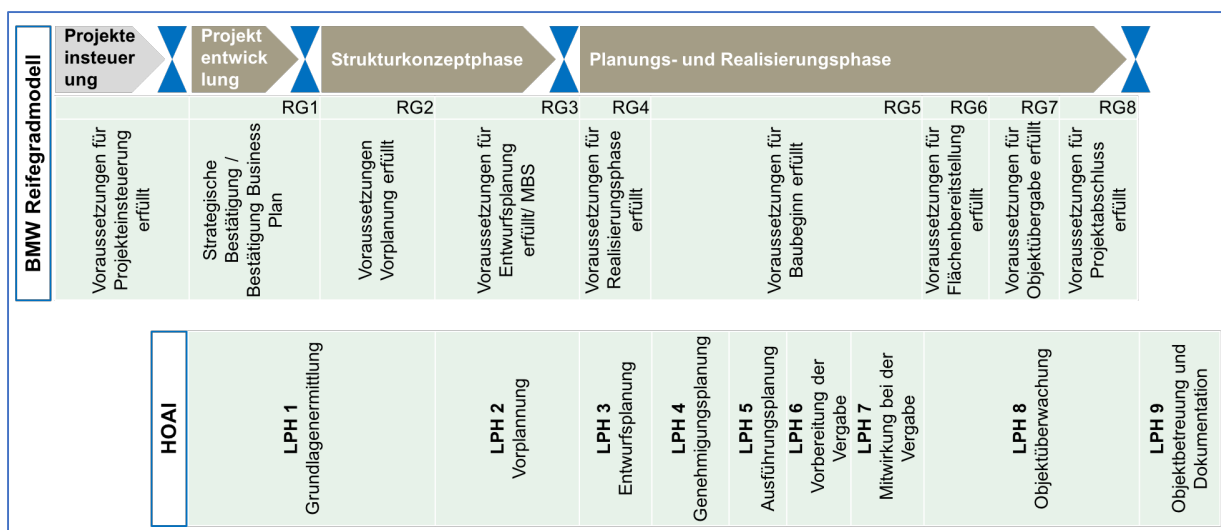 BMW Reifegradmodell
Projekte
insteuer
ung
Projekt
entwick
lung
Strukturkonzeptphase
Planungs- und Realisierungsphase
RG1
RG2
RG3
RG4
RG5
RG6
RG7
RG8
Voraussetzungen für
Projekteinsteuerung
erfüllt
Strategische
Bestätigung /
Bestätigung Business
Plan
Voraussetzungen
Vorplanung erfüllt
Voraussetzungen für
Entwurfsplanung
erfüllt/ MBS
Voraussetzungen für
Realisierungsphase
erfüllt
Voraussetzungen für
Baubeginn erfüllt
Voraussetzungen für
Flächenbereitstellung
erfüllt
Voraussetzungen für
Objektübergabe erfüllt
Voraussetzungen für
Projektabschluss
erfüllt
HOAI
LPH 1
Grundlagenermittlung
LPH 2
Vorplannung
LPH 3
Entwurfsplanung
LPH 4
Genehmigungsplanung
LPH 5
Ausführungsplanung
LPH 6
Vorbereitung der
Vergabe
LPH 7
Mitwirkung bei der
Vergabe
LPH 8
Objektüberwachung
LPH 9
Objektbetreuung und
Dokumentation